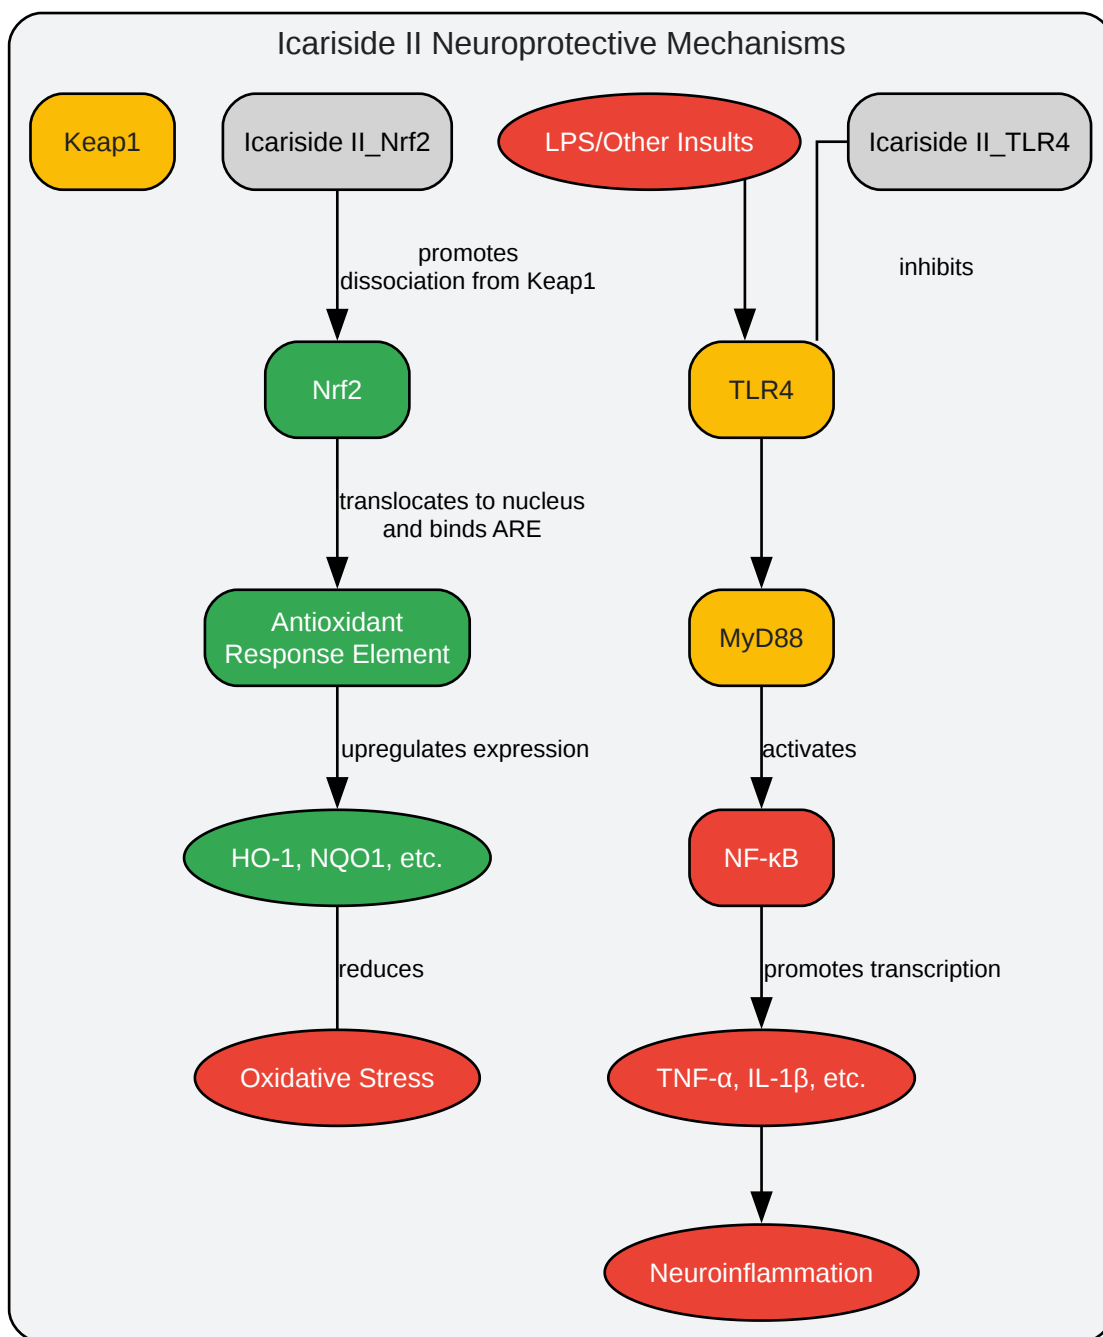 Icariside II Neuroprotective Mechanisms
Keap1
Icariside II_Nrf2
LPS/Other Insults
Icariside II_TLR4
promotes
dissociation from Keap1
inhibits
Nrf2
TLR4
translocates to nucleus
and binds ARE
Antioxidant
Response Element
MyD88
upregulates expression
activates
HO-1, NQO1, etc.
NF-κB
reduces
promotes transcription
Oxidative Stress
TNF-α, IL-1β, etc.
Neuroinflammation